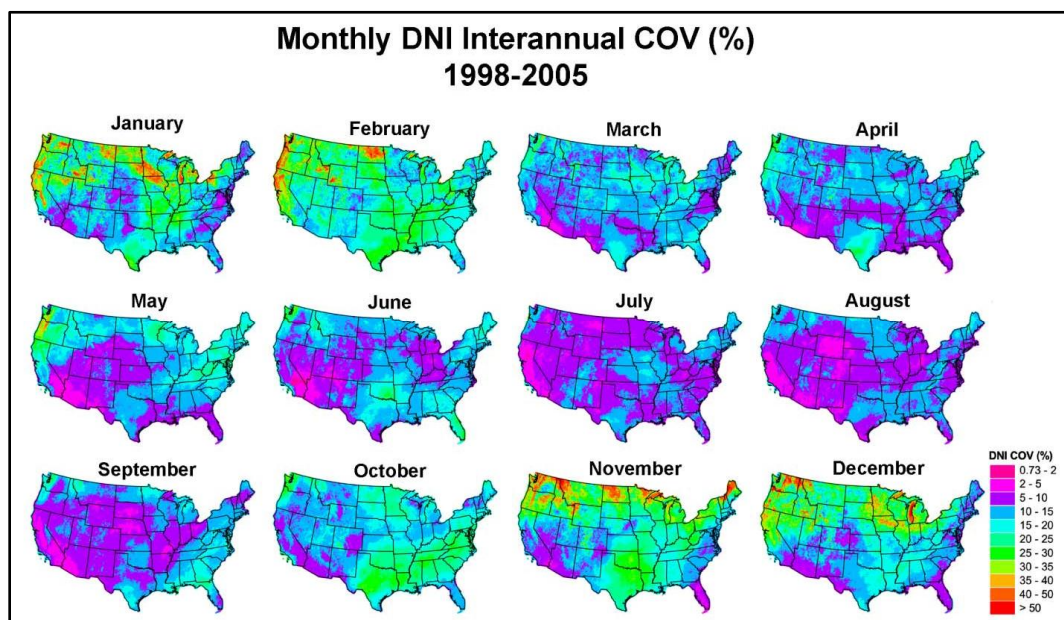 Monthly DNI Interannual COV (%)
1998-2005
January
February
March
April
May
June
July
August
September
October
November
December
DNI COV (%)
0.73 - 2
2 - 5
5 - 10
10 - 15
15 - 20
20 - 25
25 - 30
30 - 35
35 - 40
40 - 50
> 50